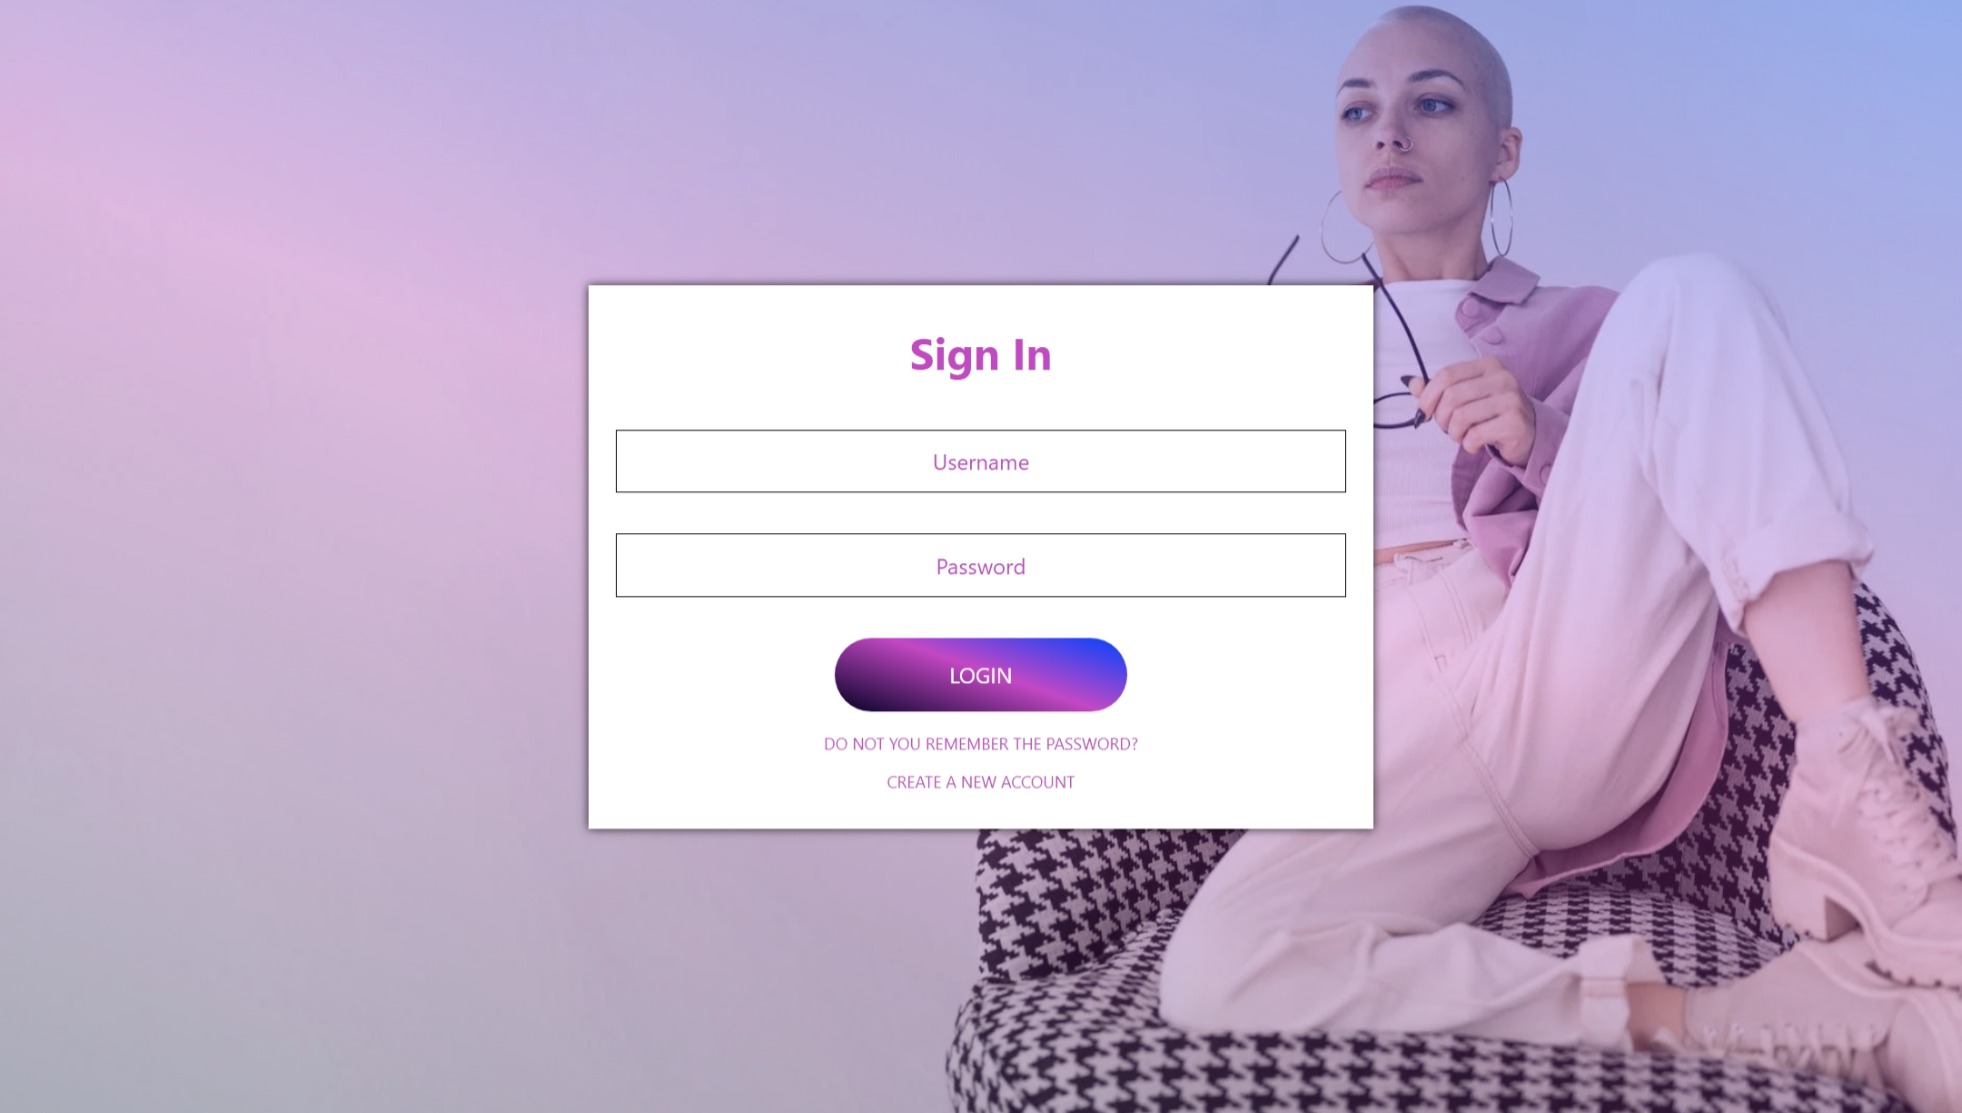 Sign In
Username
Password
LOGIN
DO NOT YOU REMEMBER THE PASSWORD?
CREATE A NEW ACCOUNT